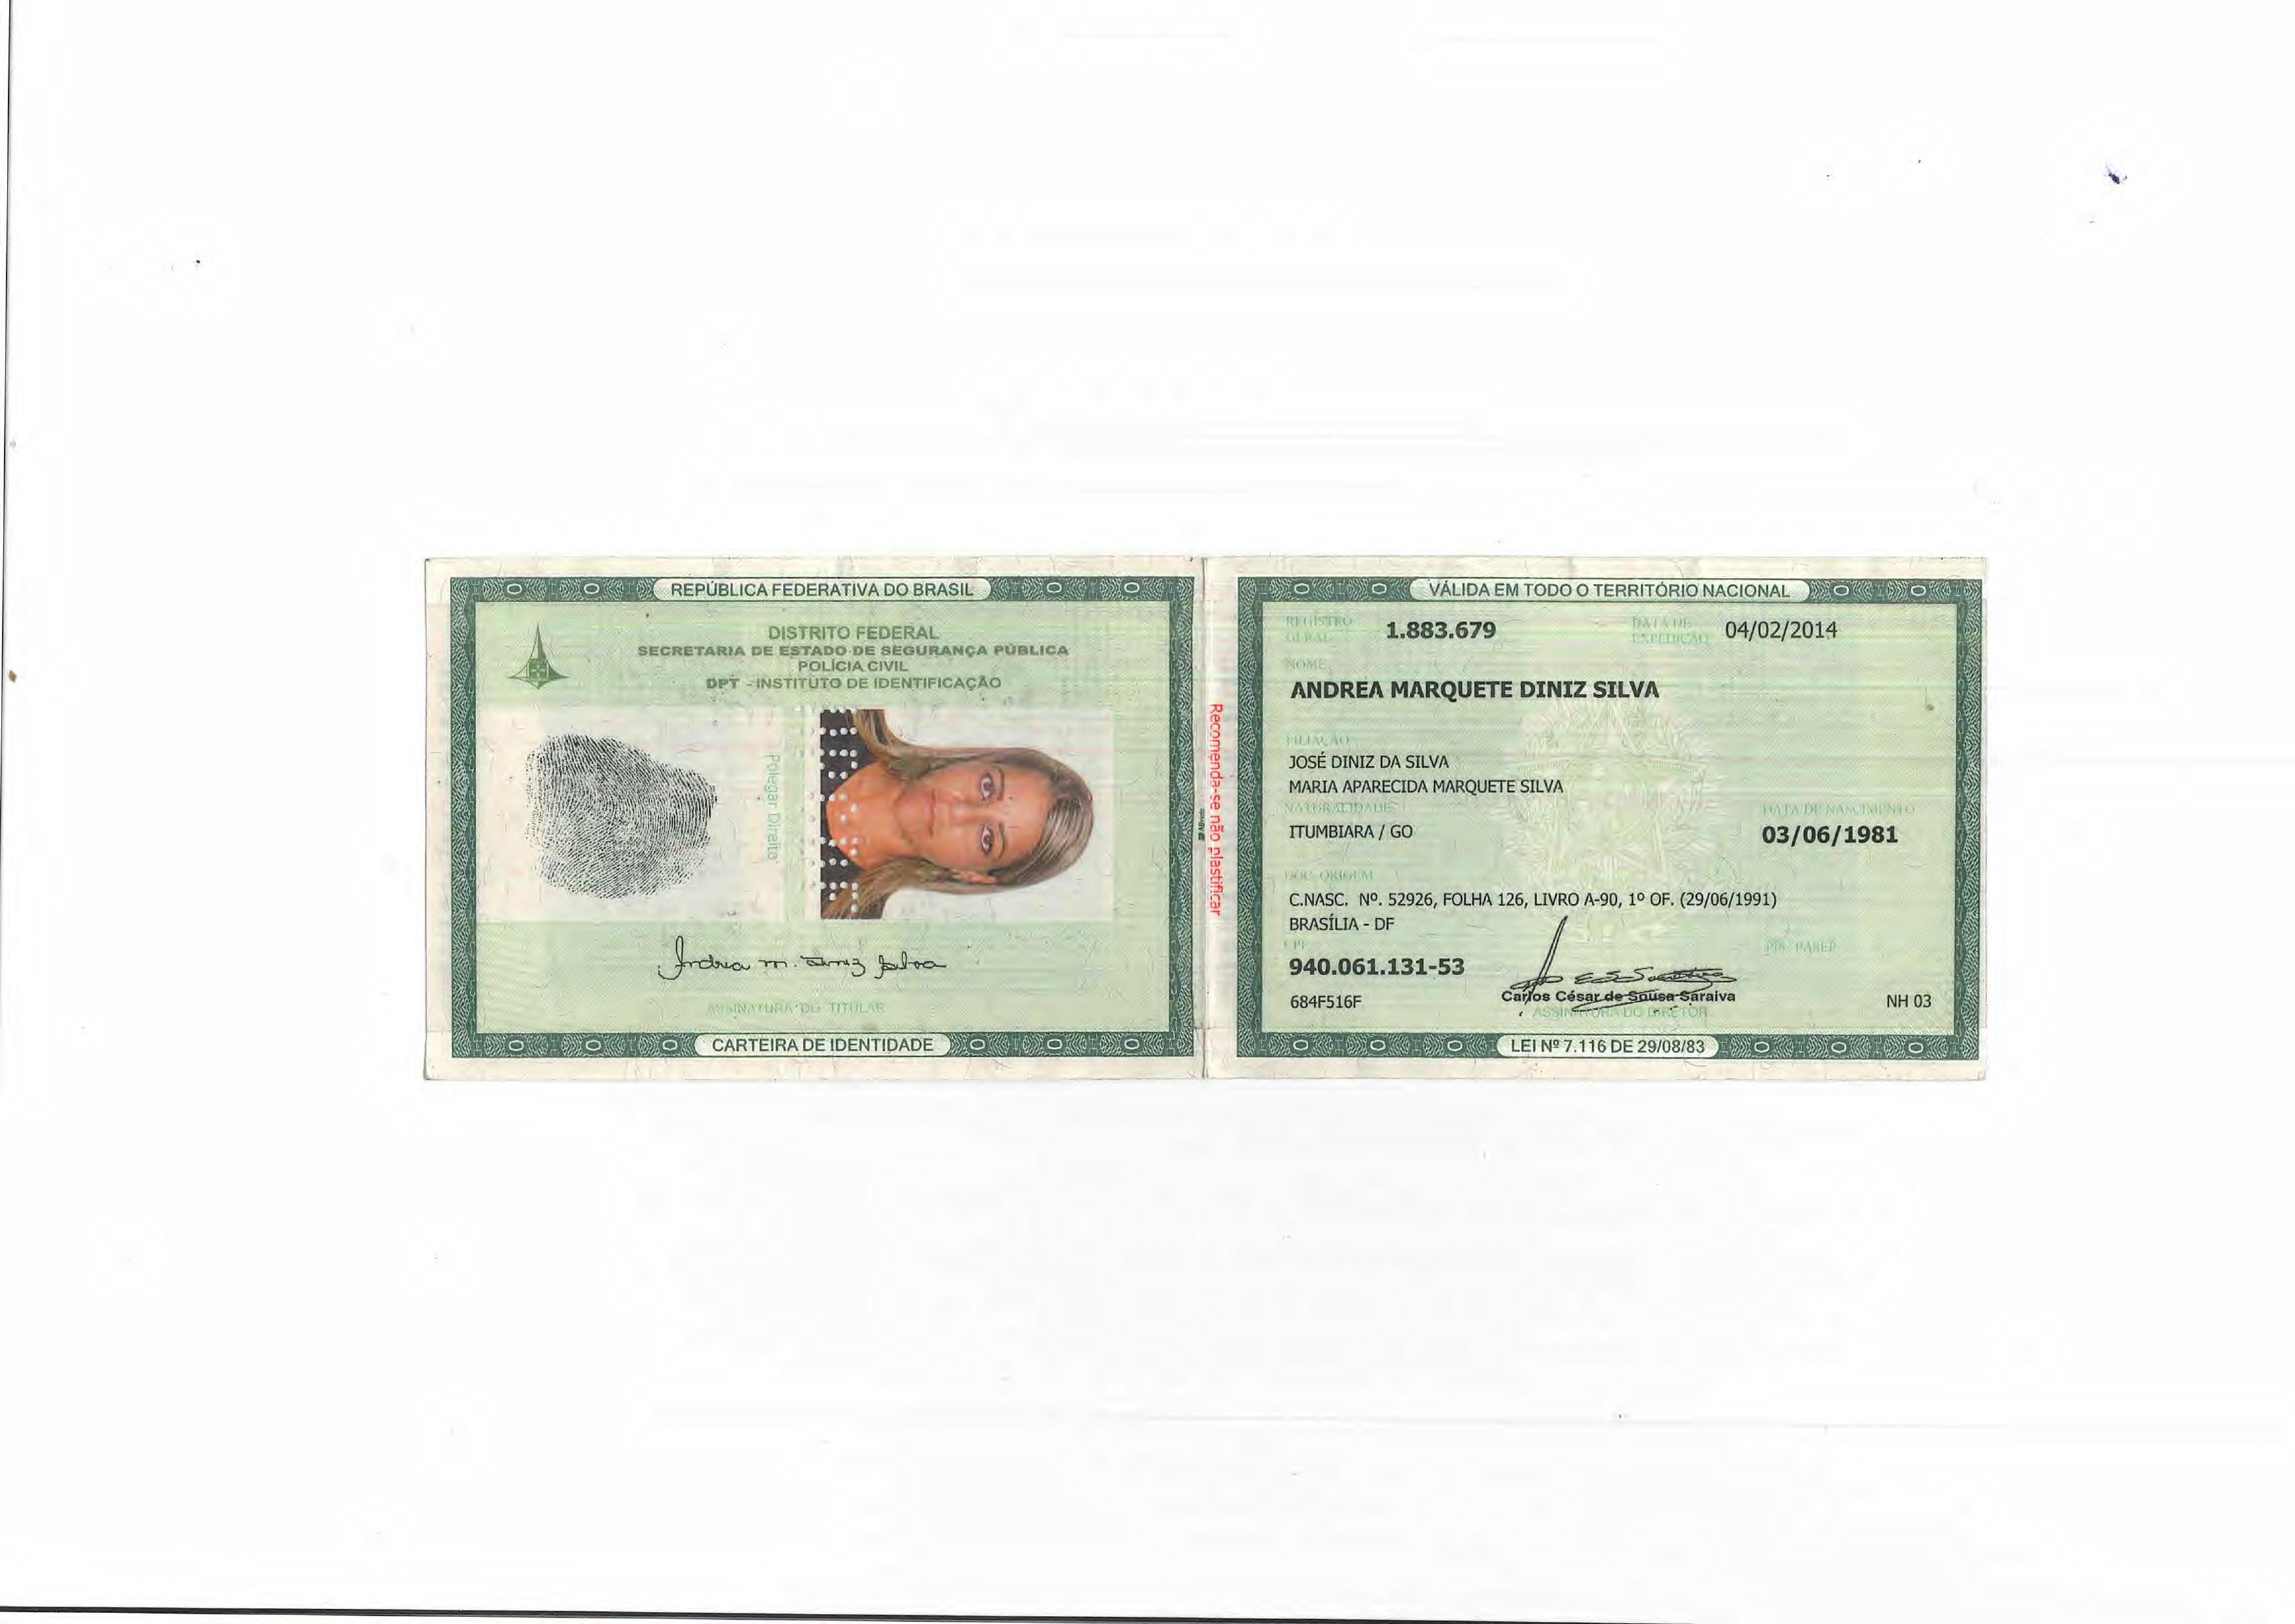 REPÚBLICA FEDERATIVA DO BRASIL
DISTRITO FEDERAL
SECRETARIA DE ESTADO DE SEGURANÇA PÚBLICA
POLÍCIA CIVIL
DPT - INSTITUTO DE IDENTIFICAÇÃO
Polegar Direito
Andrea M. Diniz Silva
ASSINATURA DO TITULAR
CARTEIRA DE IDENTIDADE
Recomenda-se não plastificar
VÁLIDA EM TODO O TERRITÓRIO NACIONAL
REGISTRO GERAL 1.883.679 DATA DE EXPEDIÇÃO 04/02/2014
NOME
ANDREA MARQUETE DINIZ SILVA
FILIAÇÃO
JOSÉ DINIZ DA SILVA
MARIA APARECIDA MARQUETE SILVA
NATURALIDADE DATA DE NASCIMENTO
ITUMBIARA / GO 03/06/1981
DOC ORIGEM
C.NASC. Nº. 52926, FOLHA 126, LIVRO A-90, 1º OF. (29/06/1991)
BRASÍLIA - DF
CPF PIS PASEP
940.061.131-53
684F516F Carlos César de Sousa Saraiva NH 03
ASSINATURA DO DIRETOR
LEI Nº 7.116 DE 29/08/83